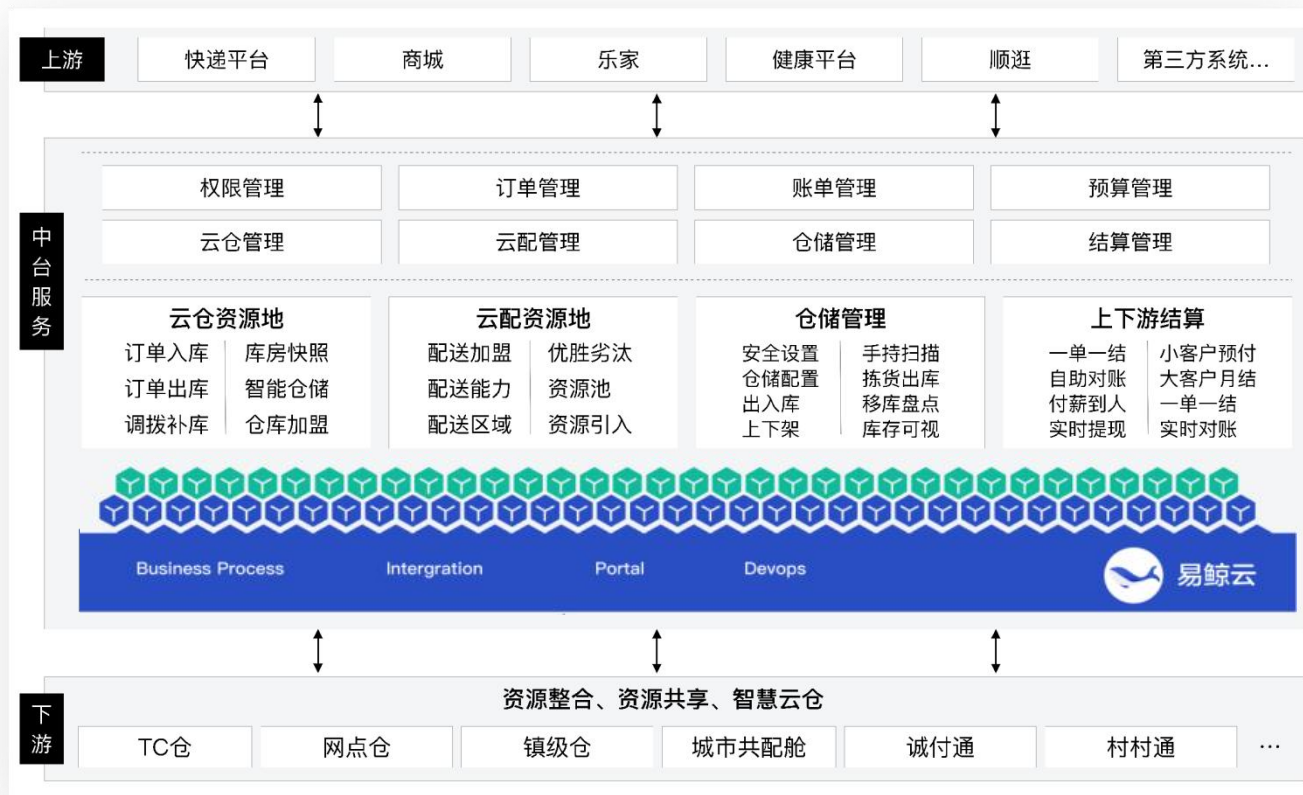 上游
快递平台
商城
乐家
健康平台
顺逛
第三方系统...
中台服务
权限管理
订单管理
账单管理
预算管理
云仓管理
云配管理
仓储管理
结算管理
云仓资源地
订单入库 库房快照
订单出库 智能仓储
调拨补库 仓库加盟
云配资源地
配送加盟 优胜劣汰
配送能力 资源池
配送区域 资源引入
仓储管理
安全设置 手持扫描
仓储配置 拣货出库
出入库 移库盘点
上下架 库存可视
上下游结算
一单一结 小客户预付
自助对账 大客户月结
付薪到人 一单一结
实时提现 实时对账
Business Process
Intergration
Portal
Devops
易鲸云
下游
资源整合、资源共享、智慧云仓
TC仓
网点仓
镇级仓
城市共配舱
诚付通
村村通
...